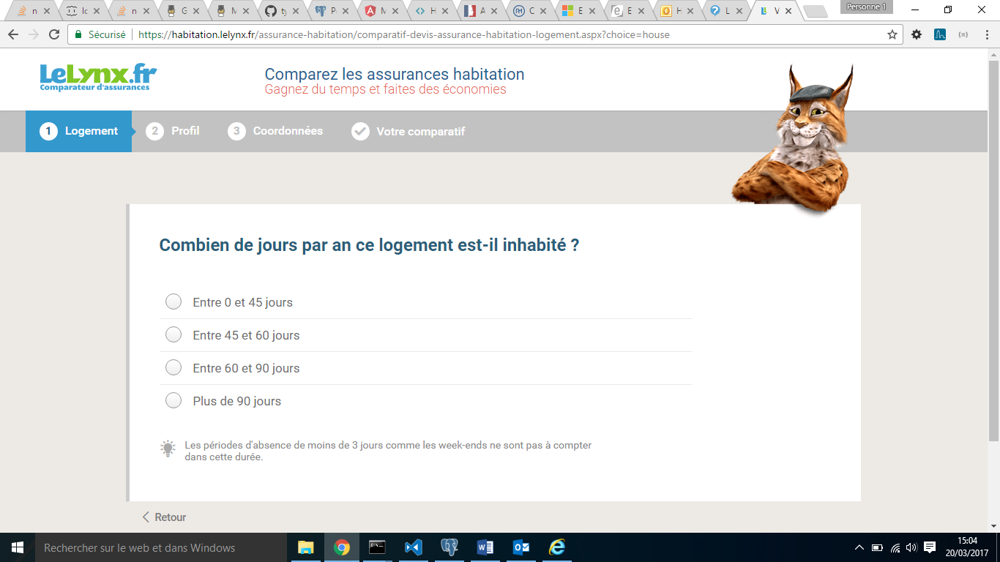 Personne 1
Sécurisé
https://habitation.lelynx.fr/assurance-habitation/comparatif-devis-assurance-habitation-logement.aspx?choice=house
LeLynx.fr
Comparateur d'assurances
Comparez les assurances habitation
Gagnez du temps et faites des économies
1 Logement
2 Profil
3 Coordonnées
Votre comparatif
Combien de jours par an ce logement est-il inhabité ?
Entre 0 et 45 jours
Entre 45 et 60 jours
Entre 60 et 90 jours
Plus de 90 jours
Les périodes d'absence de moins de 3 jours comme les week-ends ne sont pas à compter
dans cette durée.
Retour
Rechercher sur le web et dans Windows
15:04
20/03/2017